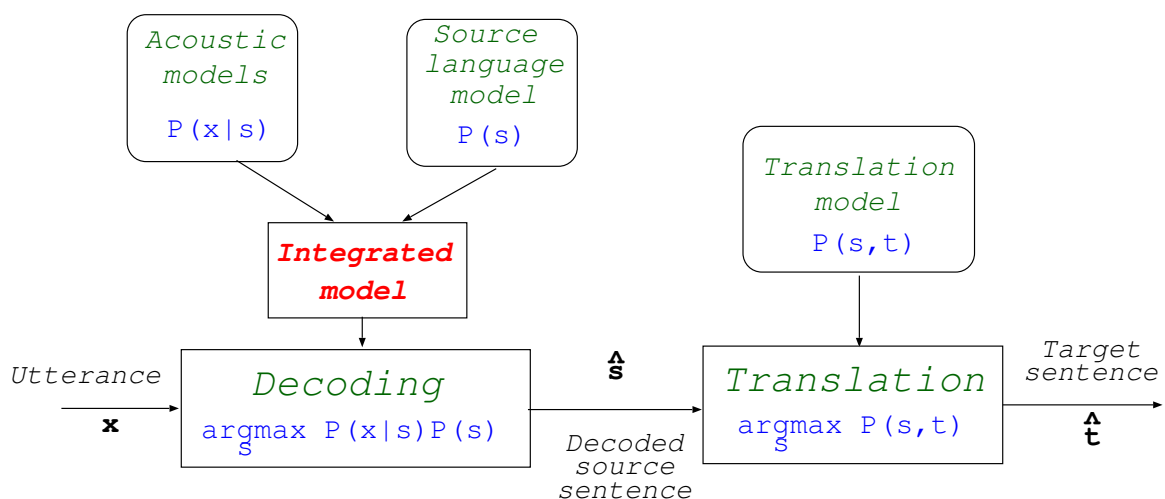 Acoustic
models
P(x|s)
Source
language
model
P(s)
Translation
model
P(s,t)
Integrated
model
Utterance
x
Decoding
argmax P(x|s)P(s)
s
ŝ
Decoded
source
sentence
Translation
argmax P(s,t)
s
Target
sentence
t̂